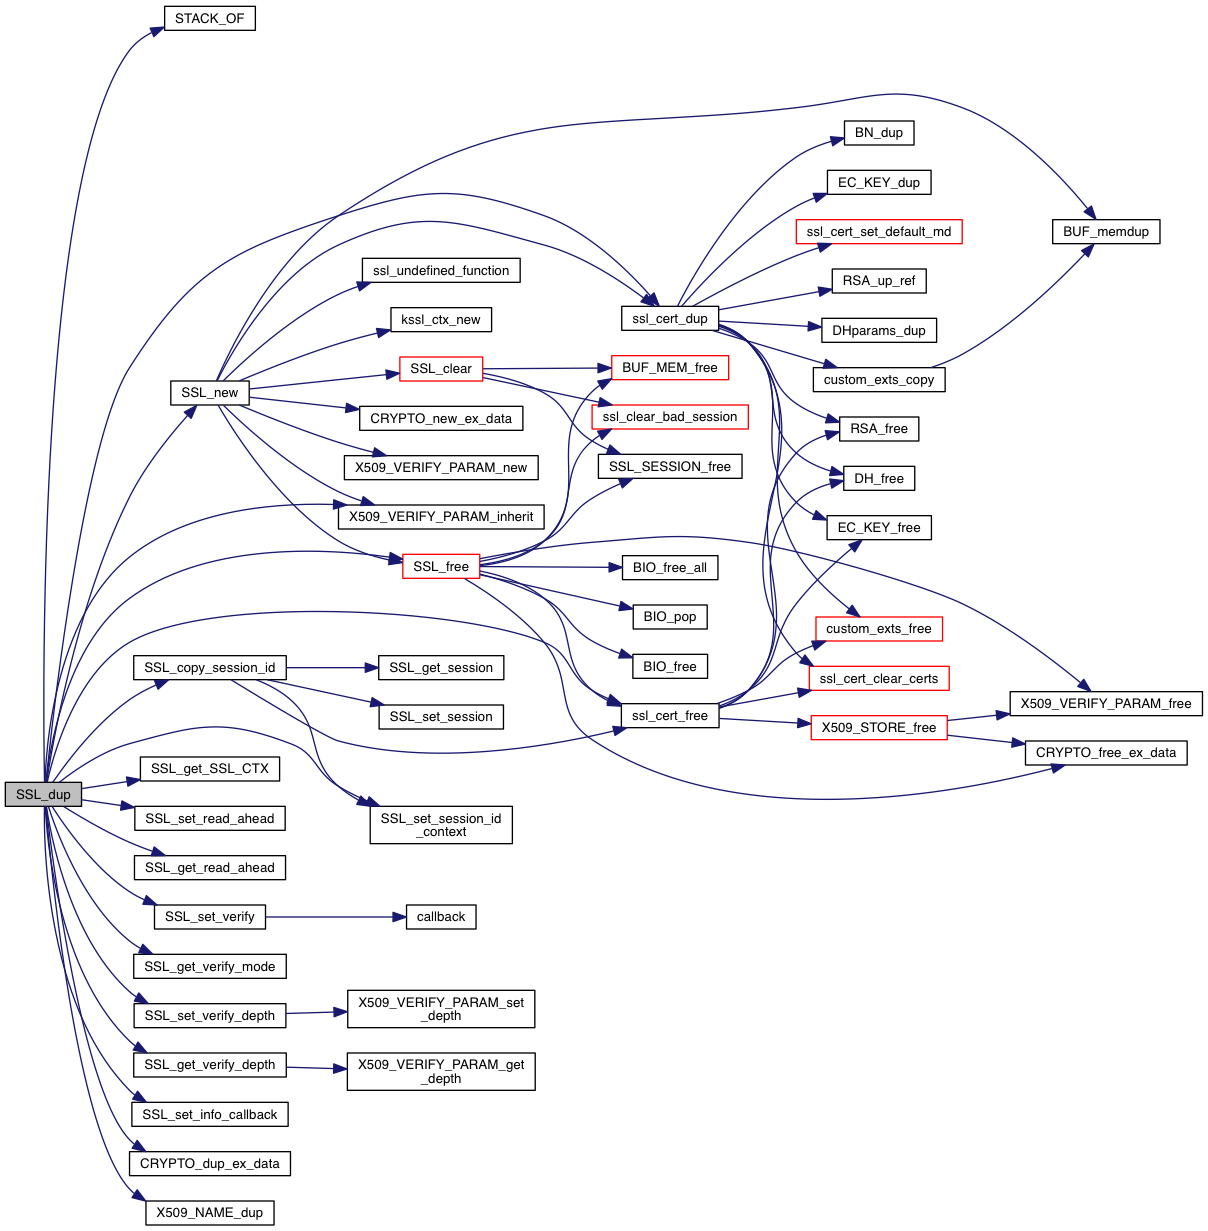 STACK_OF
BN_dup
EC_KEY_dup
ssl_cert_set_default_md
BUF_memdup
ssl_undefined_function
RSA_up_ref
kssl_ctx_new
ssl_cert_dup
DHparams_dup
SSL_clear
BUF_MEM_free
custom_exts_copy
SSL_new
CRYPTO_new_ex_data
ssl_clear_bad_session
RSA_free
X509_VERIFY_PARAM_new
SSL_SESSION_free
DH_free
X509_VERIFY_PARAM_inherit
EC_KEY_free
SSL_free
BIO_free_all
BIO_pop
custom_exts_free
SSL_copy_session_id
SSL_get_session
BIO_free
ssl_cert_clear_certs
SSL_set_session
ssl_cert_free
X509_STORE_free
X509_VERIFY_PARAM_free
CRYPTO_free_ex_data
SSL_get_SSL_CTX
SSL_dup
SSL_set_read_ahead
SSL_set_session_id
_context
SSL_get_read_ahead
SSL_set_verify
callback
SSL_get_verify_mode
SSL_set_verify_depth
X509_VERIFY_PARAM_set
_depth
SSL_get_verify_depth
X509_VERIFY_PARAM_get
_depth
SSL_set_info_callback
CRYPTO_dup_ex_data
X509_NAME_dup